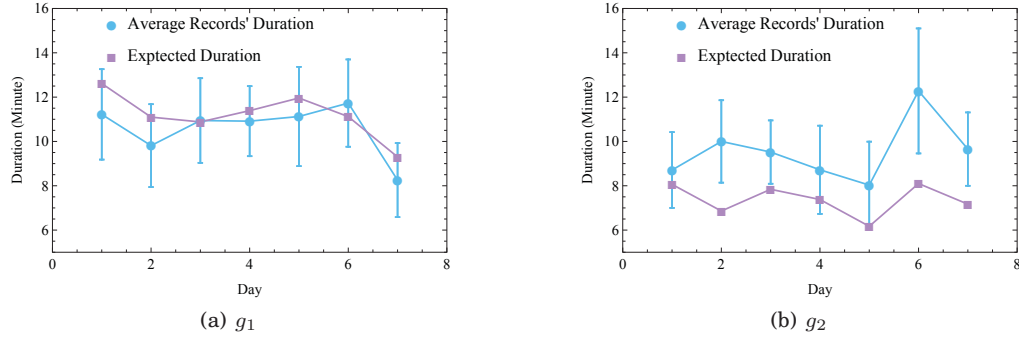 16
14
12
10
8
6
Duration (Minute)
Average Records' Duration
Exptected Duration
0 2 4 6 8
Day
(a) g1
16
14
12
10
8
6
Duration (Minute)
Average Records' Duration
Exptected Duration
0 2 4 6 8
Day
(b) g2